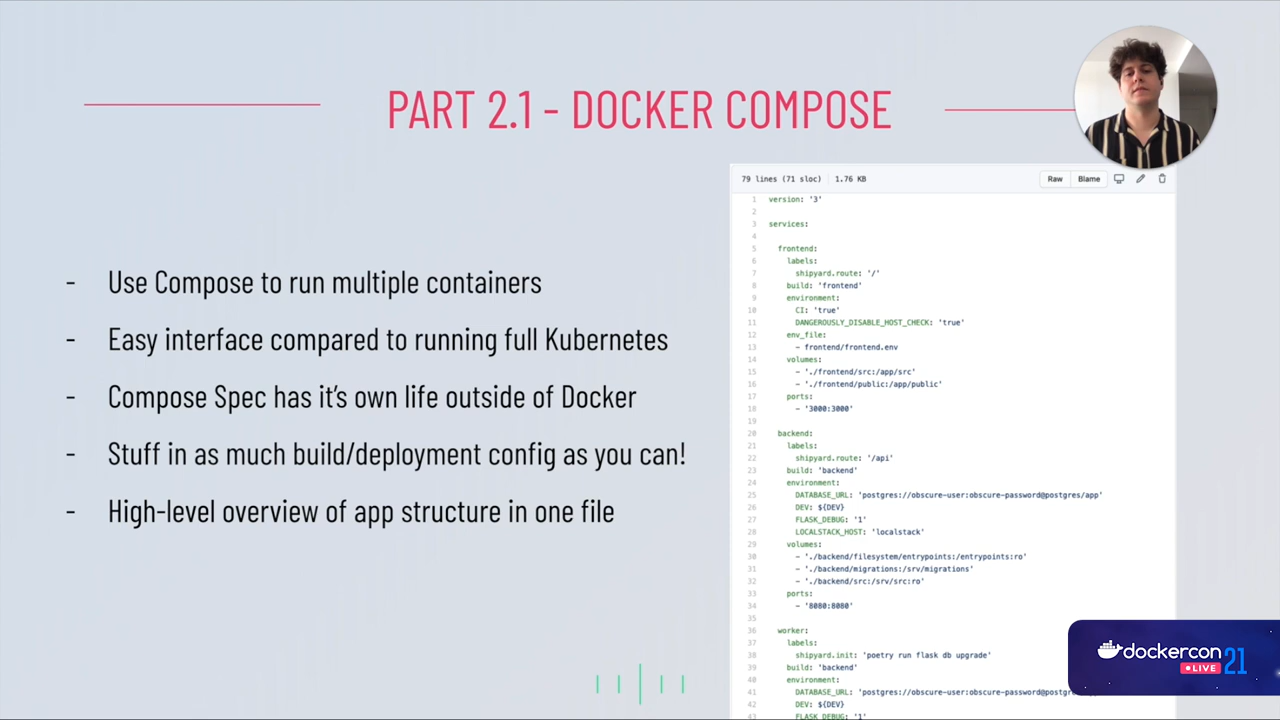 PART 2.1 - DOCKER COMPOSE
- Use Compose to run multiple containers
- Easy interface compared to running full Kubernetes
- Compose Spec has it's own life outside of Docker
- Stuff in as much build/deployment config as you can!
- High-level overview of app structure in one file
79 lines (71 sloc) 1.76 KB Raw Blame
1 version: '3'
2
3 services:
4
5 frontend:
6 labels:
7 shipyard.route: '/'
8 build: 'frontend'
9 environment:
10 CI: 'true'
11 DANGEROUSLY_DISABLE_HOST_CHECK: 'true'
12 env_file:
13 - frontend/frontend.env
14 volumes:
15 - './frontend/src:/app/src'
16 - './frontend/public:/app/public'
17 ports:
18 - '3000:3000'
19
20 backend:
21 labels:
22 shipyard.route: '/api'
23 build: 'backend'
24 environment:
25 DATABASE_URL: 'postgres://obscure-user:obscure-password@postgres/app'
26 DEV: ${DEV}
27 FLASK_DEBUG: '1'
28 LOCALSTACK_HOST: 'localstack'
29 volumes:
30 - './backend/filesystem/entrypoints:/entrypoints:ro'
31 - './backend/migrations:/srv/migrations'
32 - './backend/src:/srv/src:ro'
33 ports:
34 - '8080:8080'
35
36 worker:
37 labels:
38 shipyard.init: 'poetry run flask db upgrade'
39 build: 'backend'
40 environment:
41 DATABASE_URL: 'postgres://obscure-user:obscure-password@postgre
42 DEV: ${DEV}
43 FLASK_DEBUG: '1'
dockercon
LIVE 21